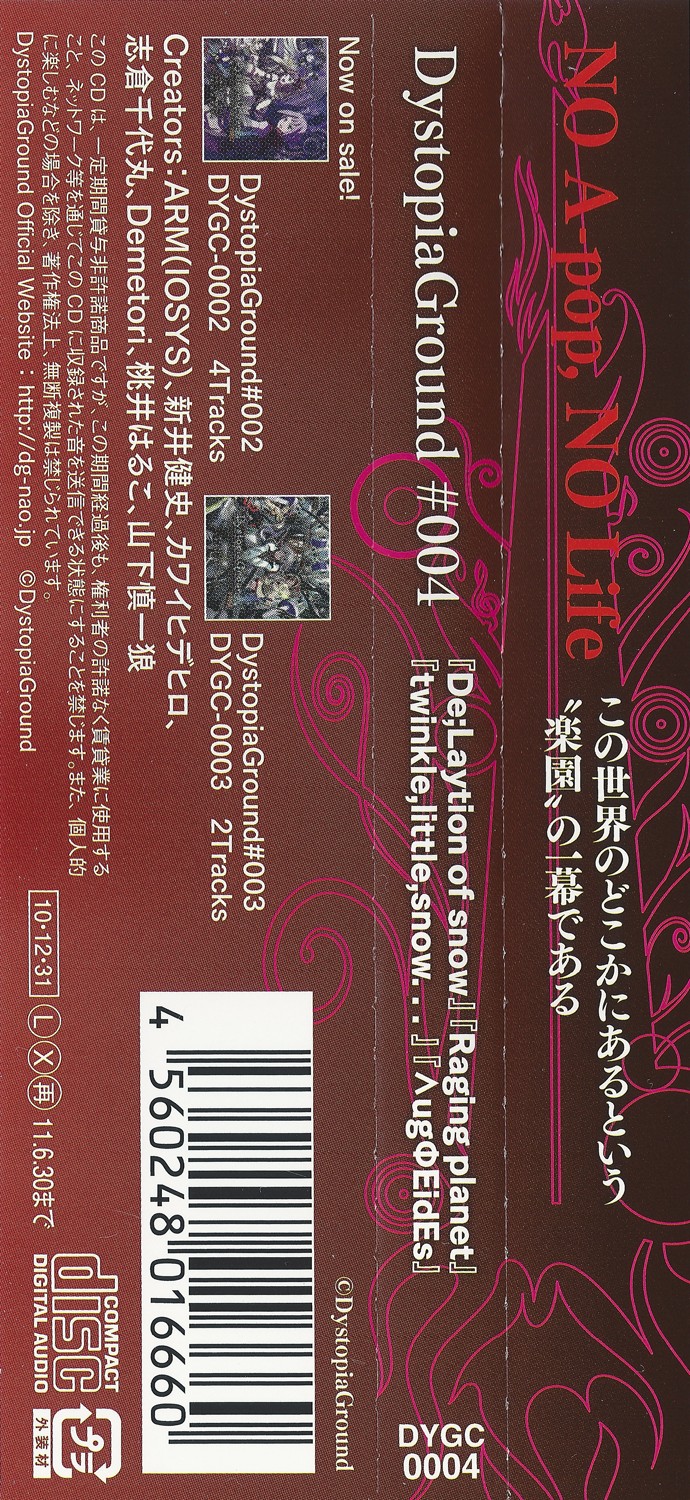 NO A-pop, NO Life
この世界のどこかにあるという
〝楽園〟の一幕である
DystopiaGround #004
『De;Laytion of snow』『Raging planet』
『twinkle,little,snow...』『ΛugΦEidEs』
DYGC
0004
Now on sale!
DystopiaGround#002
DYGC-0002 4Tracks
DystopiaGround#003
DYGC-0003 2Tracks
Creators:ARM(IOSYS)、新井健史、カワイヒデヒロ、
志倉千代丸、Demetori、桃井はるこ、山下慎一狼
このCDは、一定期間貸与非許諾商品ですが、この期間経過後も、権利者の許諾なく賃貸業に使用する
こと、ネットワーク等を通じてこのCDに収録された音を送信できる状態にすることを禁じます。また、個人的
に楽しむなどの場合を除き、著作権法上、無断複製は禁じられています。
DystopiaGround Official Website : http://dg-nao.jp ©DystopiaGround
10・12・31 L X 再 11.6.30まで
4 560248 016660
©DystopiaGround
COMPACT
disc
DIGITAL AUDIO
プラ
外装材